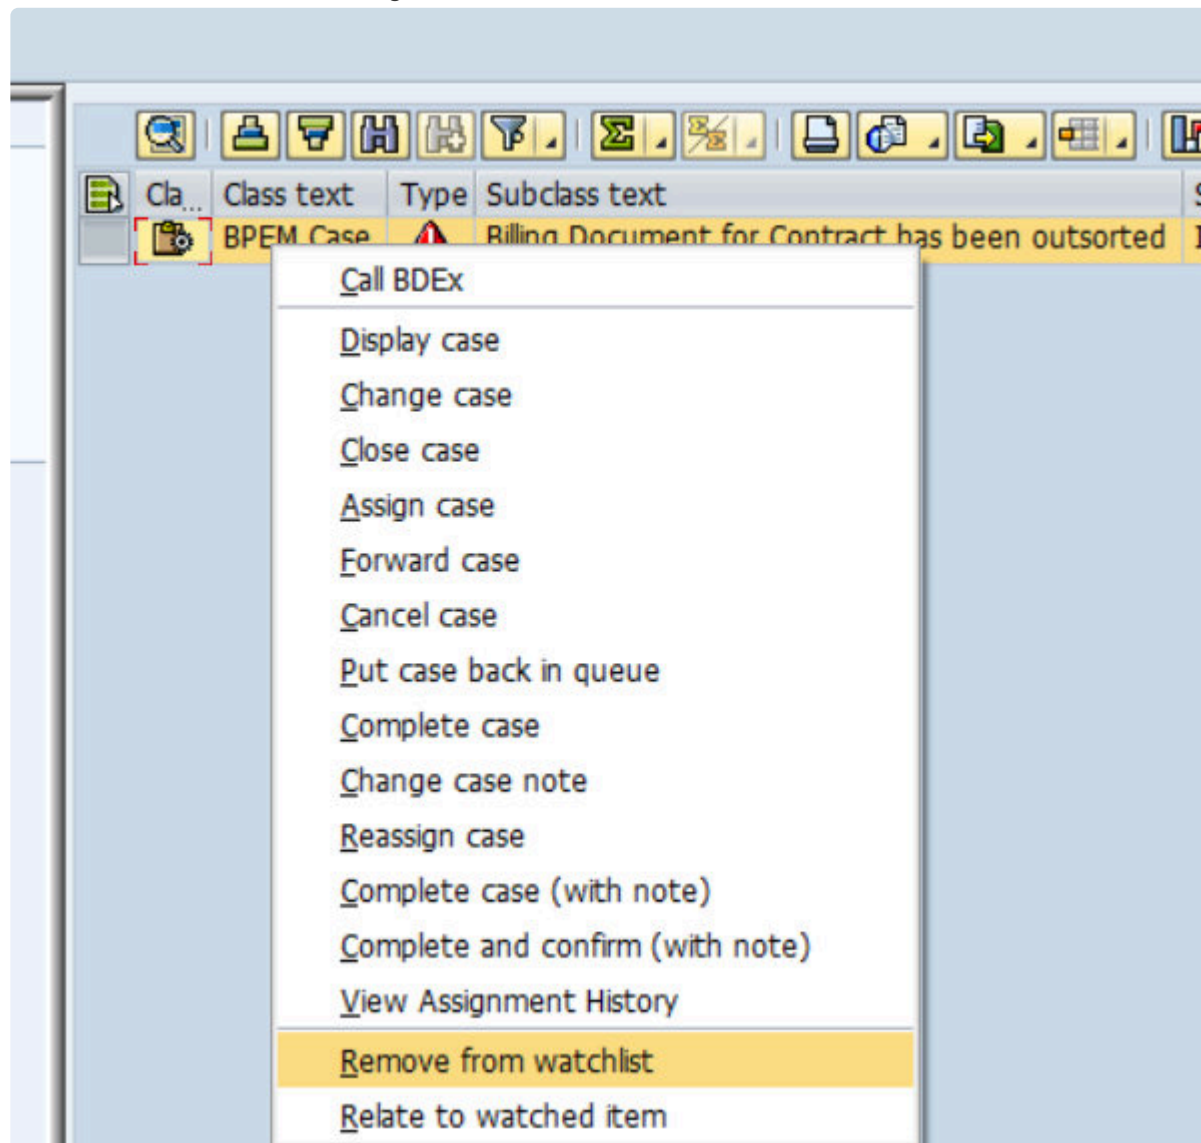 Cla... Class text Type Subclass text S
BPEM Case Billing Document for Contract has been outsorted I
Call BDEx
Display case
Change case
Close case
Assign case
Forward case
Cancel case
Put case back in queue
Complete case
Change case note
Reassign case
Complete case (with note)
Complete and confirm (with note)
View Assignment History
Remove from watchlist
Relate to watched item